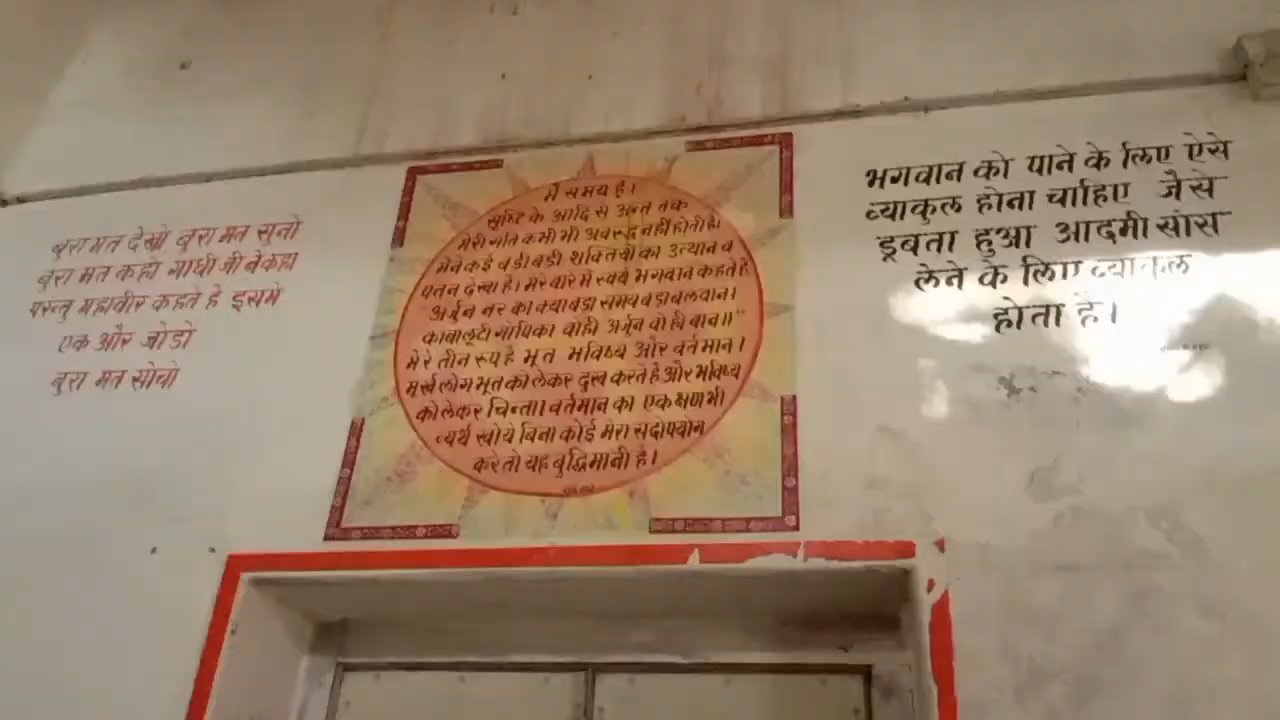 बुरा मत देखो बुरा मत सुनो
बुरा मत कहो गांधी जी ने कहा
परन्तु महावीर कहते है इसमे
एक और जोडो
बुरा मत सोचो
मै समय हूँ।
सृष्टि के आदि से अन्त तक
मेरी गति कभी भी अवरुद्ध नहीं होती है।
मैने कई बडी बडी शक्तियों का उत्थान व
पतन देखा है। मेरे बारे मे स्वयं भगवान कहते है
अर्जुन नर का क्या बडा समय बडा बलवान।
काबा लूटी गोपिका वो ही अर्जुन वो ही बान॥"
मेरे तीन रुप है भूत भविष्य और वर्तमान।
मूर्ख लोग भूत को लेकर दुख करते है और भविष्य
को लेकर चिन्ता। वर्तमान का एक क्षण भी
व्यर्थ खोये बिना कोई मेरा सदोपयोग
करे तो यह बुद्धिमानी है।
भगवान को पाने के लिए ऐसे
व्याकुल होना चाहिए जैसे
डूबता हुआ आदमी सांस
लेने के लिए व्याकुल
होता है।